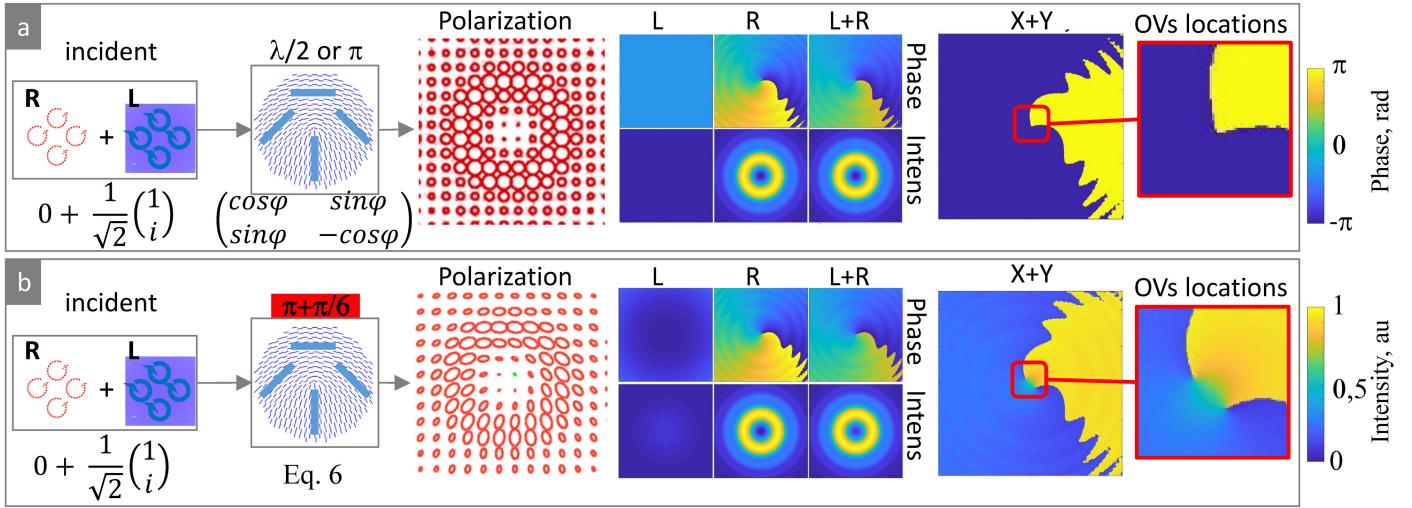 a
incident
R
L
+
0 + 1/√2 (1 i)
λ/2 or π
(cosφ sinφ
sinφ −cosφ)
Polarization
L R L+R
Phase
Intens
X+Y
OVs locations
π
0
-π
Phase, rad
b
incident
R
L
+
0 + 1/√2 (1 i)
π+π/6
Eq. 6
Polarization
L R L+R
Phase
Intens
X+Y
OVs locations
1
0,5
0
Intensity, au